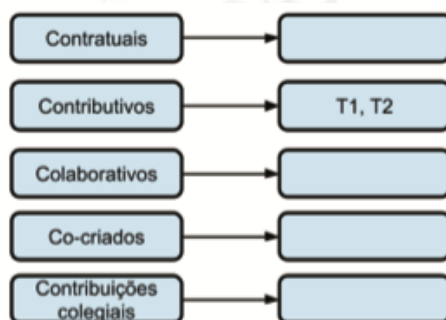 Contratuais
Contributivos
T1, T2
Colaborativos
Co-criados
Contribuições
colegiais